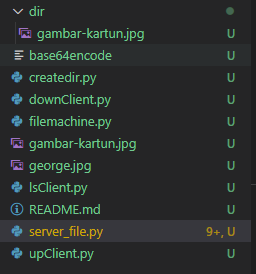 dir
gambar-kartun.jpg U
base64encode U
createdir.py U
downClient.py U
filemachine.py U
gambar-kartun.jpg U
george.jpg U
lsClient.py U
README.md U
server_file.py 9+, U
upClient.py U